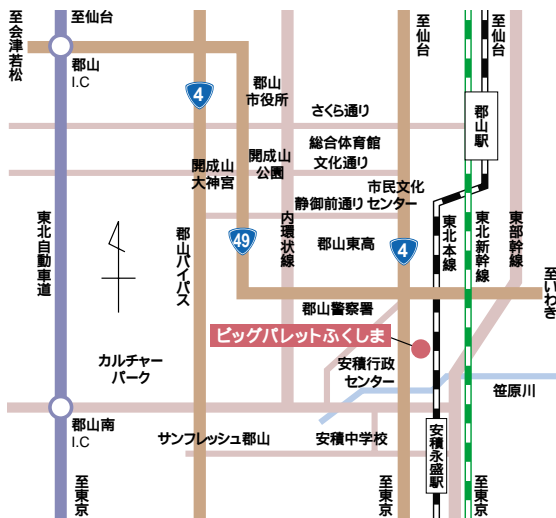 至会津若松
至仙台
至仙台
至仙台
郡山
I.C
4
郡山
市役所
さくら通り
郡山駅
総合体育館
文化通り
開成山
大神宮
開成山
公園
市民文化
センター
静御前通り
東北自動車道
郡山バイパス
49
内環状線
郡山東高
4
東北本線
東北新幹線
東部幹線
至いわき
郡山警察署
ビッグパレットふくしま
カルチャー
パーク
安積行政
センター
笹原川
郡山南
I.C
サンフレッシュ郡山
安積中学校
安積永盛駅
至東京
至東京
至東京
至東京